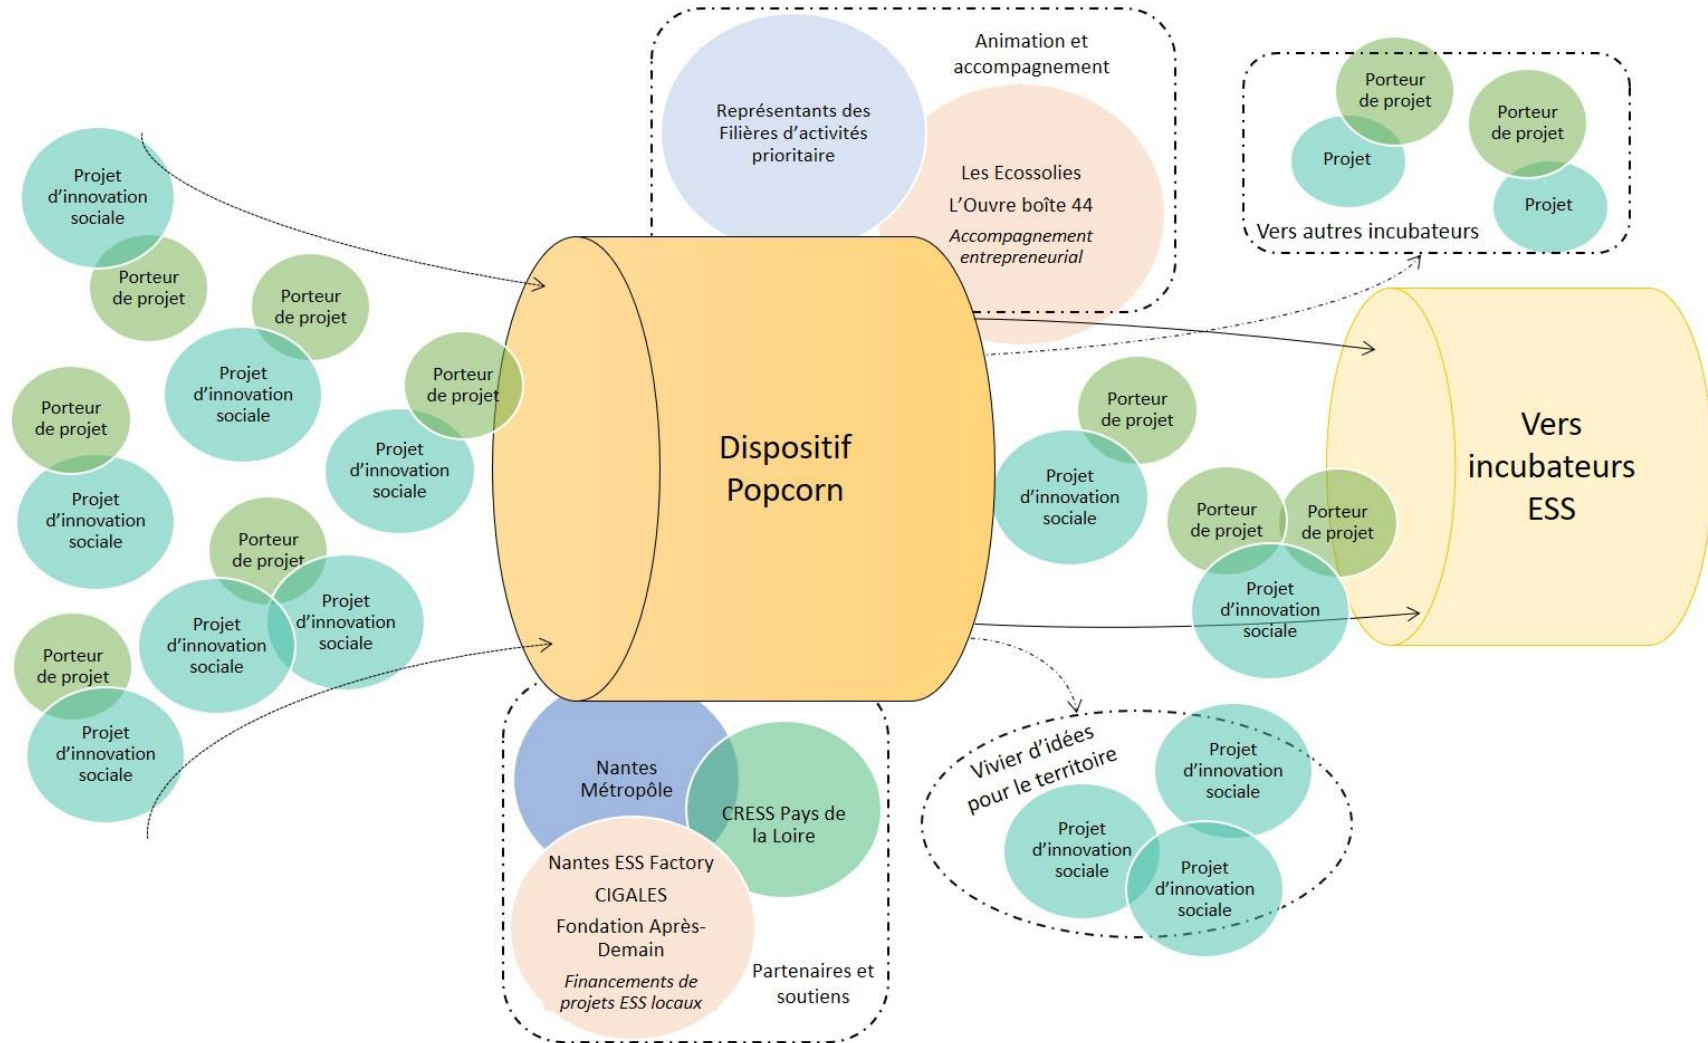 Projet
d'innovation
sociale
Porteur
de projet
Porteur
de projet
Projet
d'innovation
sociale
Porteur
de projet
Projet
d'innovation
sociale
Porteur
de projet
Projet
d'innovation
sociale
Porteur
de projet
Projet
d'innovation
sociale
Projet
d'innovation
sociale
Porteur
de projet
Projet
d'innovation
sociale
Représentants des
Filières d'activités
prioritaire
Animation et
accompagnement
Les Ecossolies
L'Ouvre boîte 44
Accompagnement
entrepreneurial
Dispositif
Popcorn
Nantes
Métropôle
CRESS Pays de
la Loire
Nantes ESS Factory
CIGALES
Fondation Après-
Demain
Financements de
projets ESS locaux
Partenaires et
soutiens
Porteur
de projet
Projet
Porteur
de projet
Projet
Vers autres incubateurs
Porteur
de projet
Projet
d'innovation
sociale
Porteur
de projet
Porteur
de projet
Projet
d'innovation
sociale
Vers
incubateurs
ESS
Vivier d'idées
pour le territoire
Projet
d'innovation
sociale
Projet
d'innovation
sociale
Projet
d'innovation
sociale